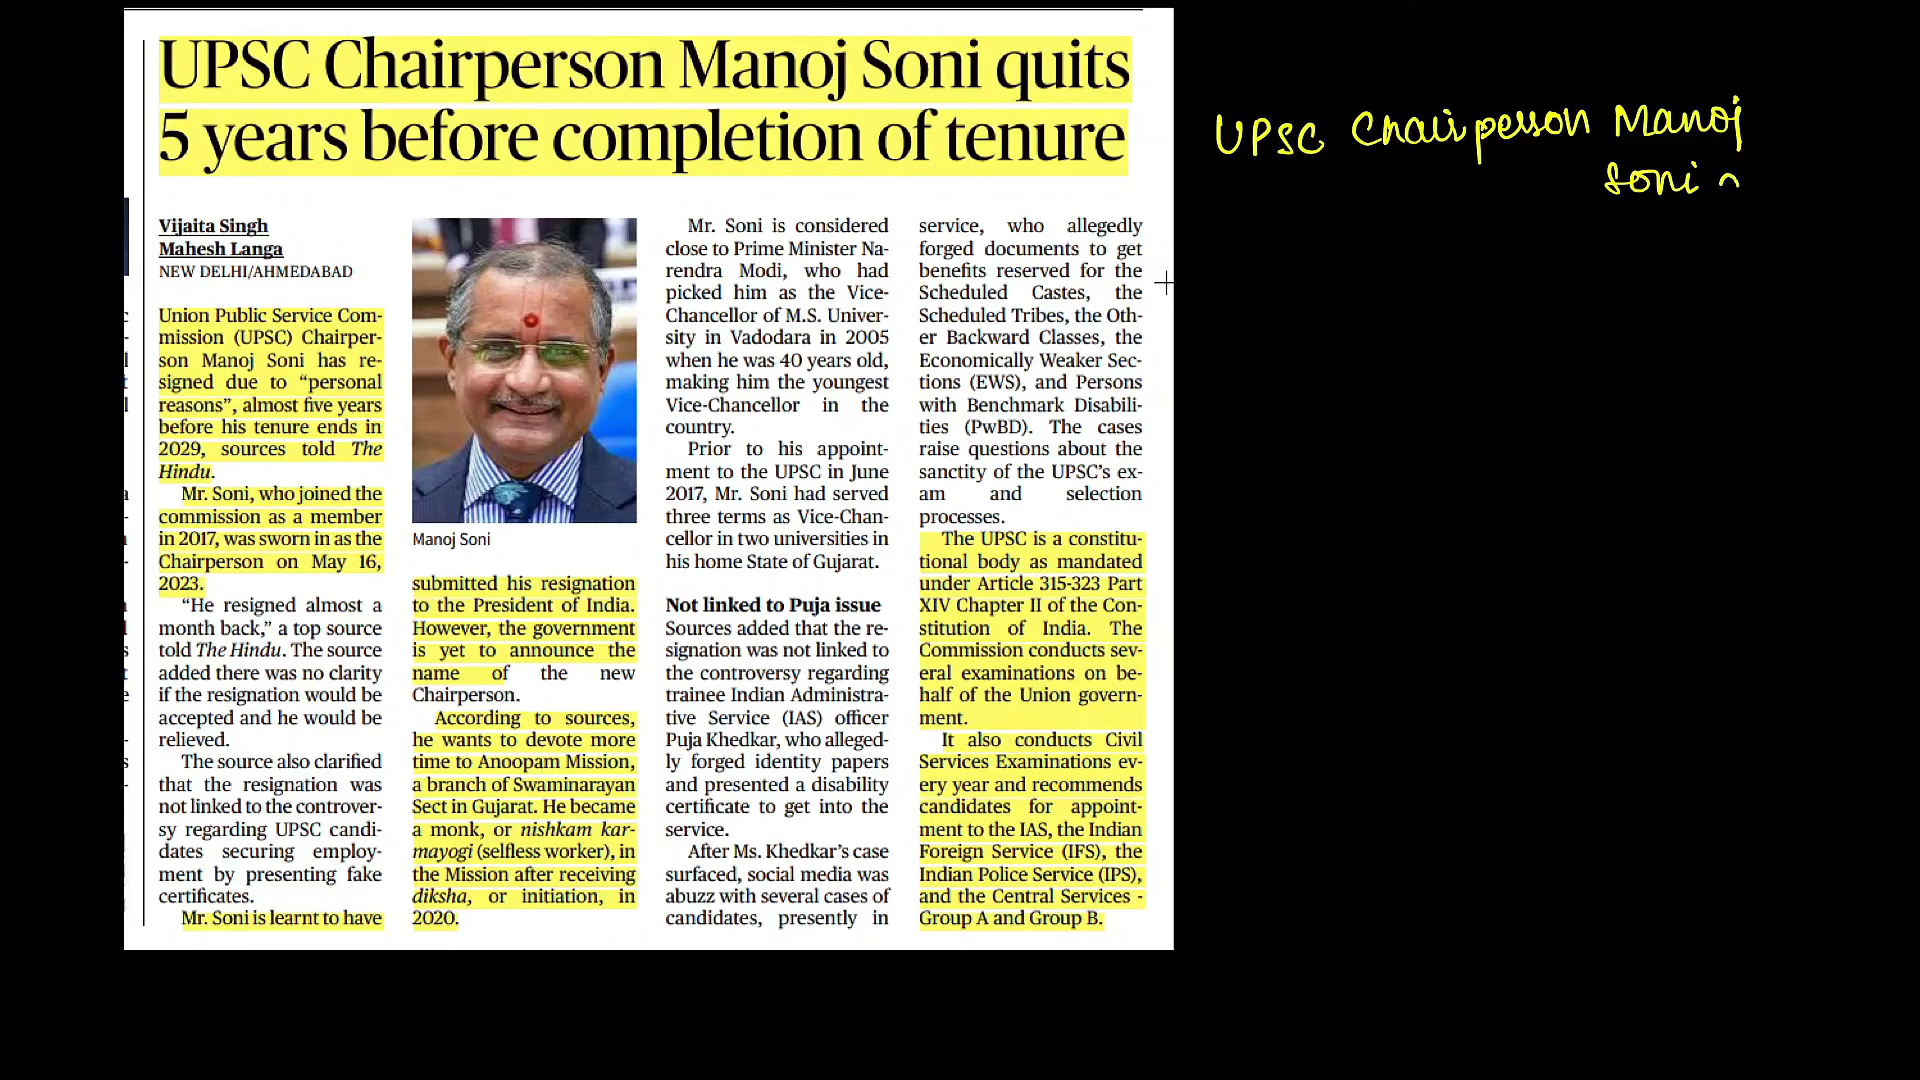 UPSC Chairperson Manoj Soni quits
5 years before completion of tenure
Vijaita Singh
Mahesh Langa
NEW DELHI/AHMEDABAD
Union Public Service Com-
mission (UPSC) Chairper-
son Manoj Soni has re-
signed due to “personal
reasons”, almost five years
before his tenure ends in
2029, sources told The
Hindu.
Mr. Soni, who joined the
commission as a member
in 2017, was sworn in as the
Chairperson on May 16,
2023.
“He resigned almost a
month back,” a top source
told The Hindu. The source
added there was no clarity
if the resignation would be
accepted and he would be
relieved.
The source also clarified
that the resignation was
not linked to the controver-
sy regarding UPSC candi-
dates securing employ-
ment by presenting fake
certificates.
Mr. Soni is learnt to have
Manoj Soni
submitted his resignation
to the President of India.
However, the government
is yet to announce the
name of the new
Chairperson.
According to sources,
he wants to devote more
time to Anoopam Mission,
a branch of Swaminarayan
Sect in Gujarat. He became
a monk, or nishkam kar-
mayogi (selfless worker), in
the Mission after receiving
diksha, or initiation, in
2020.
Mr. Soni is considered
close to Prime Minister Na-
rendra Modi, who had
picked him as the Vice-
Chancellor of M.S. Univer-
sity in Vadodara in 2005
when he was 40 years old,
making him the youngest
Vice-Chancellor in the
country.
Prior to his appoint-
ment to the UPSC in June
2017, Mr. Soni had served
three terms as Vice-Chan-
cellor in two universities in
his home State of Gujarat.
Not linked to Puja issue
Sources added that the re-
signation was not linked to
the controversy regarding
trainee Indian Administra-
tive Service (IAS) officer
Puja Khedkar, who alleged-
ly forged identity papers
and presented a disability
certificate to get into the
service.
After Ms. Khedkar’s case
surfaced, social media was
abuzz with several cases of
candidates, presently in
service, who allegedly
forged documents to get
benefits reserved for the
Scheduled Castes, the
Scheduled Tribes, the Oth-
er Backward Classes, the
Economically Weaker Sec-
tions (EWS), and Persons
with Benchmark Disabili-
ties (PwBD). The cases
raise questions about the
sanctity of the UPSC’s ex-
am and selection
processes.
The UPSC is a constitu-
tional body as mandated
under Article 315-323 Part
XIV Chapter II of the Con-
stitution of India. The
Commission conducts sev-
eral examinations on be-
half of the Union govern-
ment.
It also conducts Civil
Services Examinations ev-
ery year and recommends
candidates for appoint-
ment to the IAS, the Indian
Foreign Service (IFS), the
Indian Police Service (IPS),
and the Central Services -
Group A and Group B.
UPSC Chairperson Manoj
Soni